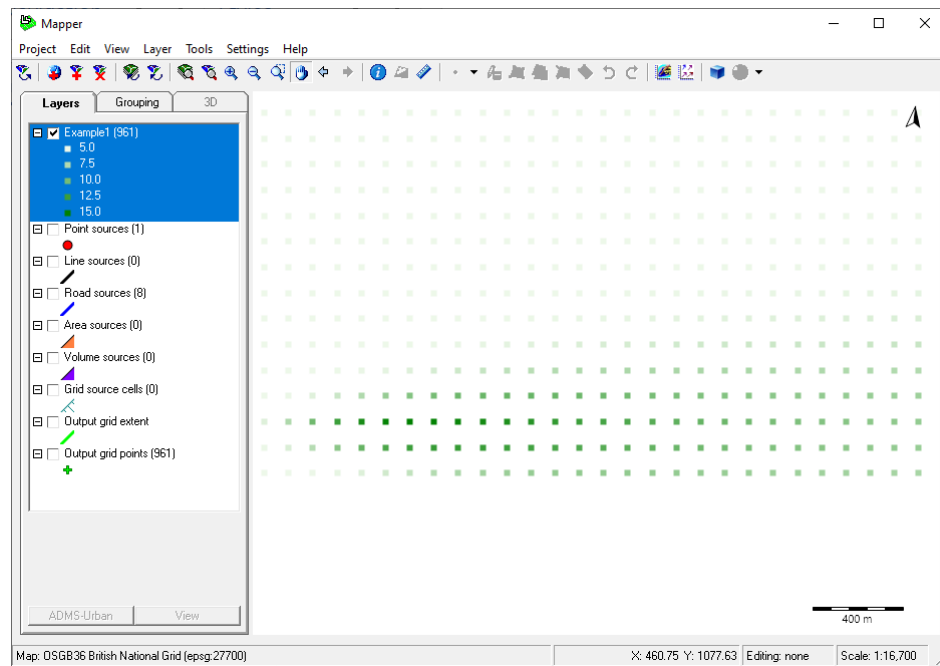 Mapper
Project Edit View Layer Tools Settings Help
Layers Grouping 3D
Example1 (961)
5.0
7.5
10.0
12.5
15.0
Point sources (1)
Line sources (0)
Road sources (8)
Area sources (0)
Volume sources (0)
Grid source cells (0)
Output grid extent
Output grid points (961)
ADMS-Urban View
400 m
Map: OSGB36 British National Grid (epsg:27700) X: 460.75 Y: 1077.63 Editing: none Scale: 1:16,700